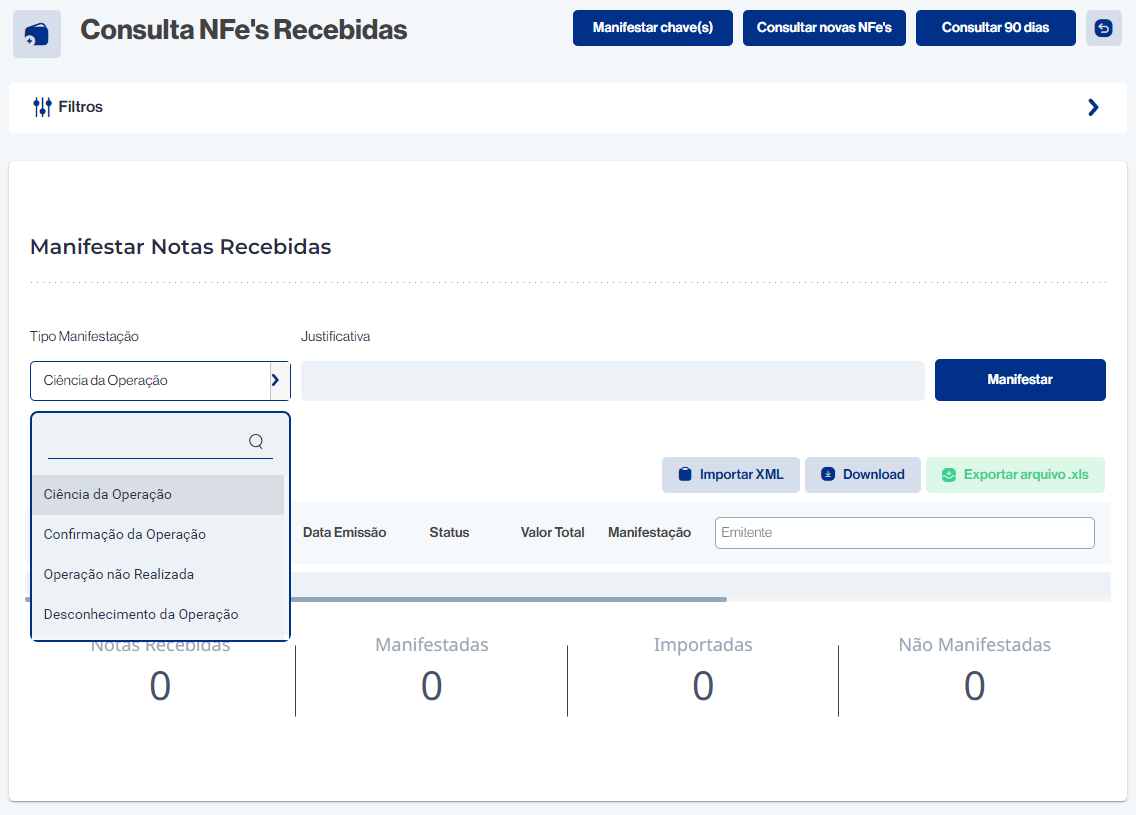 Consulta NFe's Recebidas
Manifestar chave(s)
Consultar novas NFe's
Consultar 90 dias
Filtros
Manifestar Notas Recebidas
Tipo Manifestação
Justificativa
Ciência da Operação
Manifestar
Ciência da Operação
Confirmação da Operação
Operação não Realizada
Desconhecimento da Operação
Importar XML
Download
Exportar arquivo .xls
Data Emissão
Status
Valor Total
Manifestação
Emitente
Notas Recebidas
Manifestadas
Importadas
Não Manifestadas
0
0
0
0